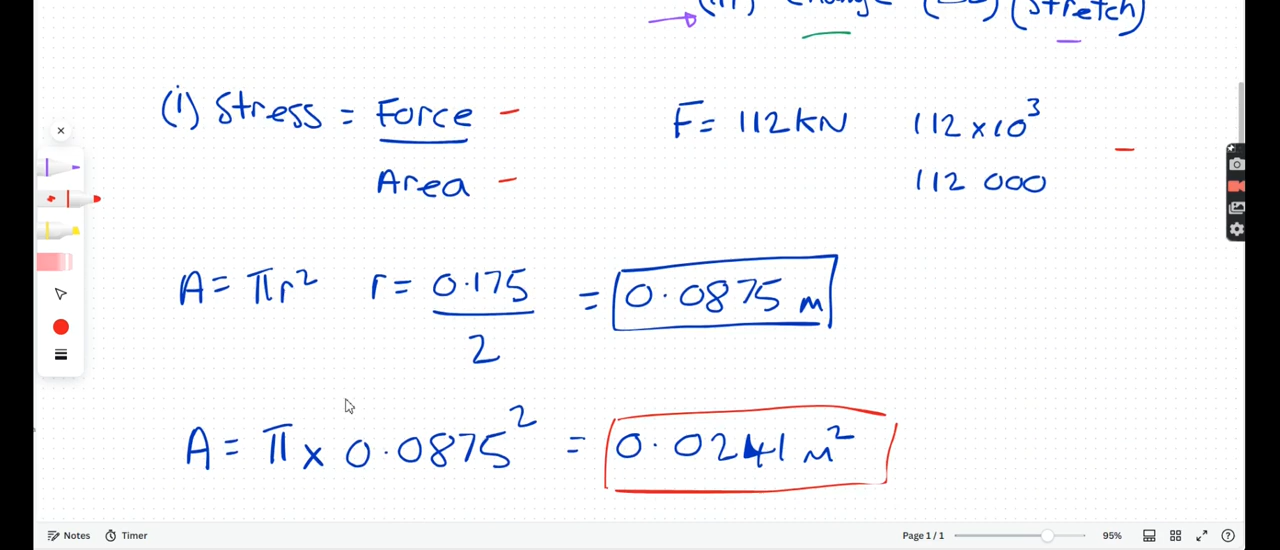 (Stretch)
(i) Stress = Force
Area
F = 112kN 112 x 10³
112 000
A = πr² r = 0.175
2
= 0.0875 m
A = π x 0.0875² = 0.0241 m²
Notes Timer Page 1 / 1 95%